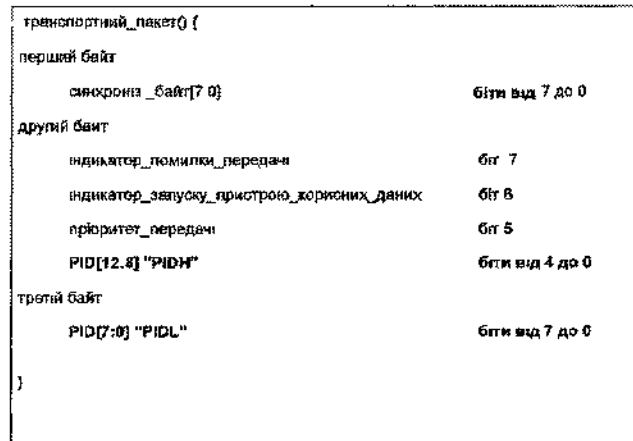 транспортний_пакет() {
перший байт
синхрониз _байт[7 0] біти від 7 до 0
другий байт
індикатор_помилки_передачі біт 7
індикатор_запуску_пристрою_корисних_даних біт 6
пріоритет_передачі біт 5
PID[12.8] "PIDH" біти від 4 до 0
третій байт
PID[7:0] "PIDL" біти від 7 до 0
}